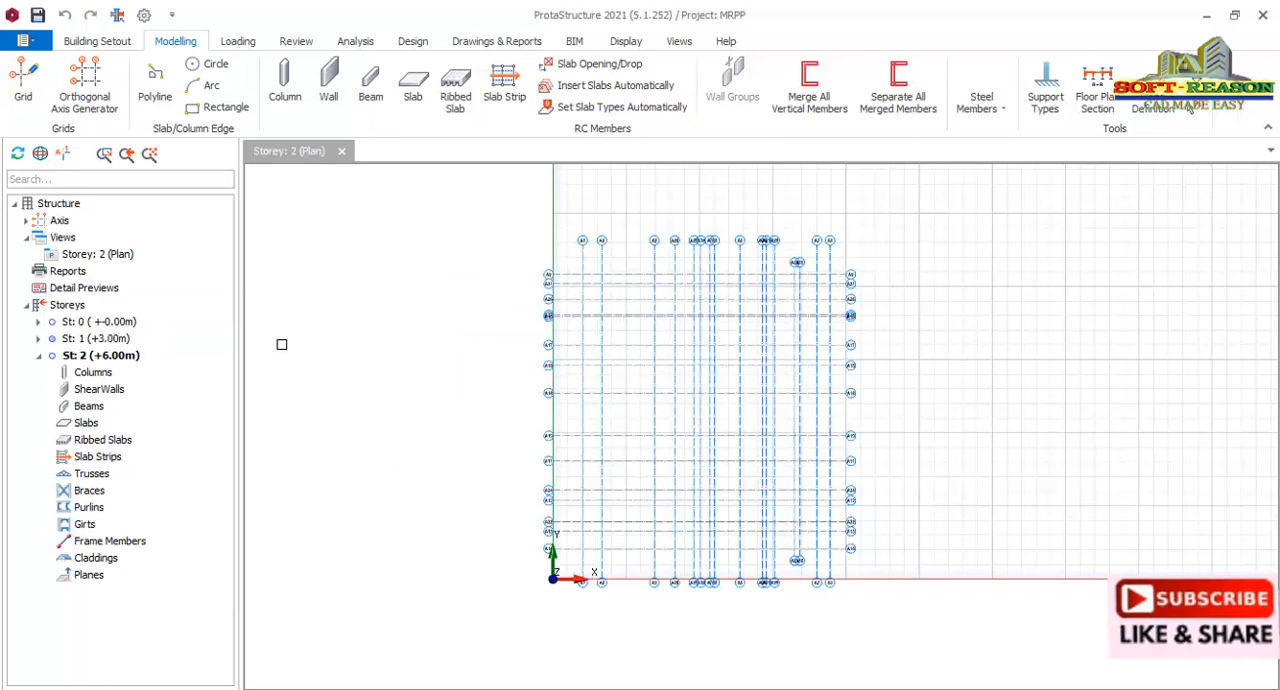 ProtaStructure 2021 (5.1.252) / Project: MRPP
Building Setout
Modelling
Loading
Review
Analysis
Design
Drawings & Reports
BIM
Display
Views
Help
Grid
Orthogonal
Axis Generator
Grids
Polyline
Circle
Arc
Rectangle
Slab/Column Edge
Column
Wall
Beam
Slab
Ribbed
Slab
Slab Strip
Slab Opening/Drop
Insert Slabs Automatically
Set Slab Types Automatically
RC Members
Wall Groups
Merge All
Vertical Members
Separate All
Merged Members
Steel
Members
Support
Types
Section
Tools
SOFT-REASON
CAD MADE EASY
Storey: 2 (Plan)
Search...
Structure
Axis
Views
Storey: 2 (Plan)
Reports
Detail Previews
Storeys
St: 0 ( +-0.00m)
St: 1 (+3.00m)
St: 2 (+6.00m)
Columns
ShearWalls
Beams
Slabs
Ribbed Slabs
Slab Strips
Trusses
Braces
Purlins
Girts
Frame Members
Claddings
Planes
Y
Z
X
SUBSCRIBE
LIKE & SHARE